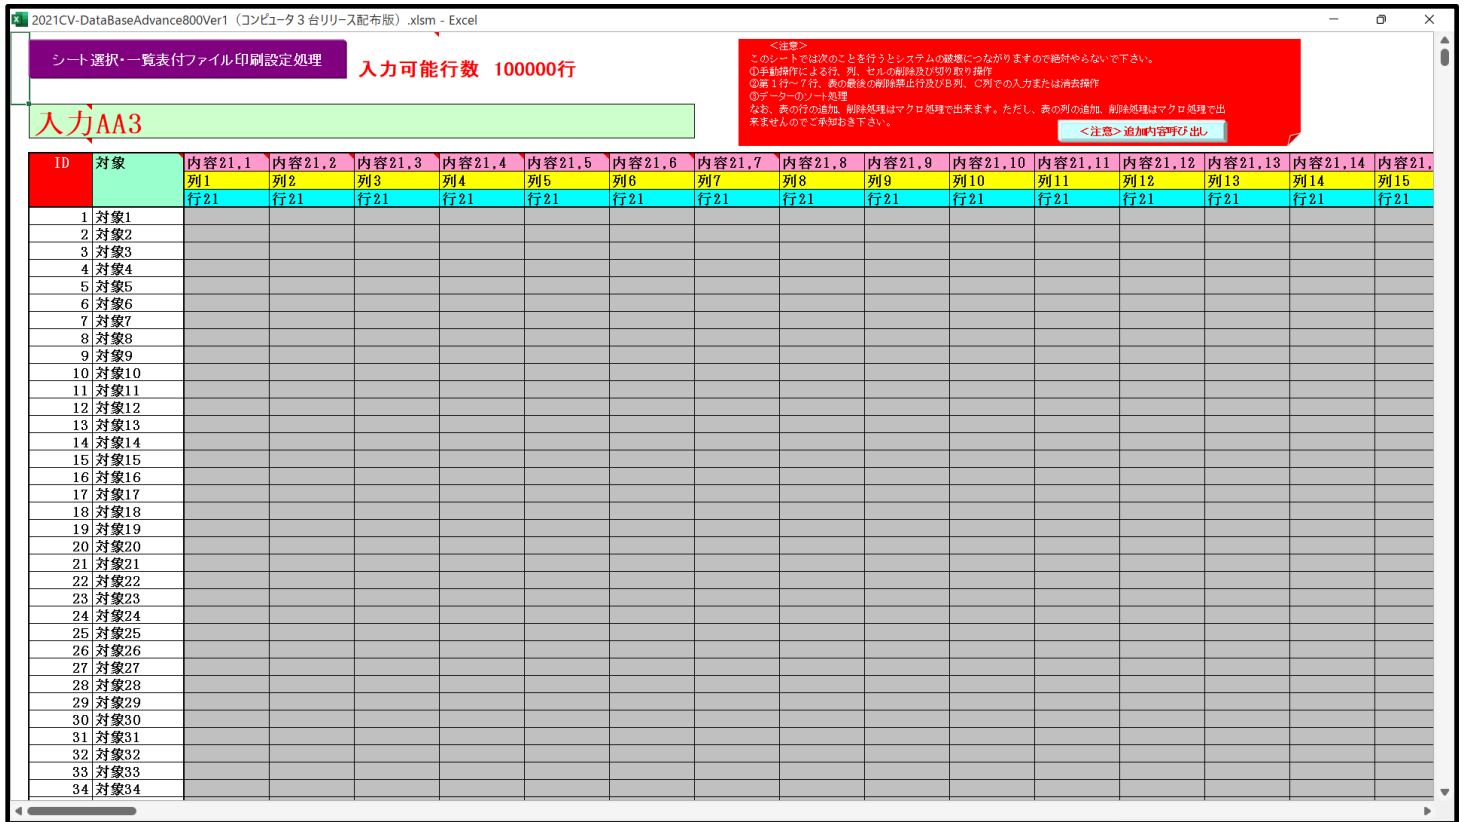 2021CV-DataBaseAdvance800Ver1（コンピュータ３台リリース配布版）.xlsm - Excel
シート選択・一覧表付ファイル印刷設定処理
入力可能行数 100000行
＜注意＞
このシートでは次のことを行うとシステムの破壊につながりますので絶対やらないで下さい。
①手動操作による行、列、セルの削除及び切り取り操作
②第１行～７行、表の最後の削除禁止行及びB列、C列での入力または消去操作
③データーのソート処理
なお、表の行の追加、削除処理はマクロ処理で出来ます。ただし、表の列の追加、削除処理はマクロ処理で出
来ませんのでご承知おき下さい。
＜注意＞追加内容呼び出し
入力AA3
ID 対象 内容21,1 内容21,2 内容21,3 内容21,4 内容21,5 内容21,6 内容21,7 内容21,8 内容21,9 内容21,10 内容21,11 内容21,12 内容21,13 内容21,14 内容21,
列1 列2 列3 列4 列5 列6 列7 列8 列9 列10 列11 列12 列13 列14 列15
行21 行21 行21 行21 行21 行21 行21 行21 行21 行21 行21 行21 行21 行21 行21
1 対象1
2 対象2
3 対象3
4 対象4
5 対象5
6 対象6
7 対象7
8 対象8
9 対象9
10 対象10
11 対象11
12 対象12
13 対象13
14 対象14
15 対象15
16 対象16
17 対象17
18 対象18
19 対象19
20 対象20
21 対象21
22 対象22
23 対象23
24 対象24
25 対象25
26 対象26
27 対象27
28 対象28
29 対象29
30 対象30
31 対象31
32 対象32
33 対象33
34 対象34